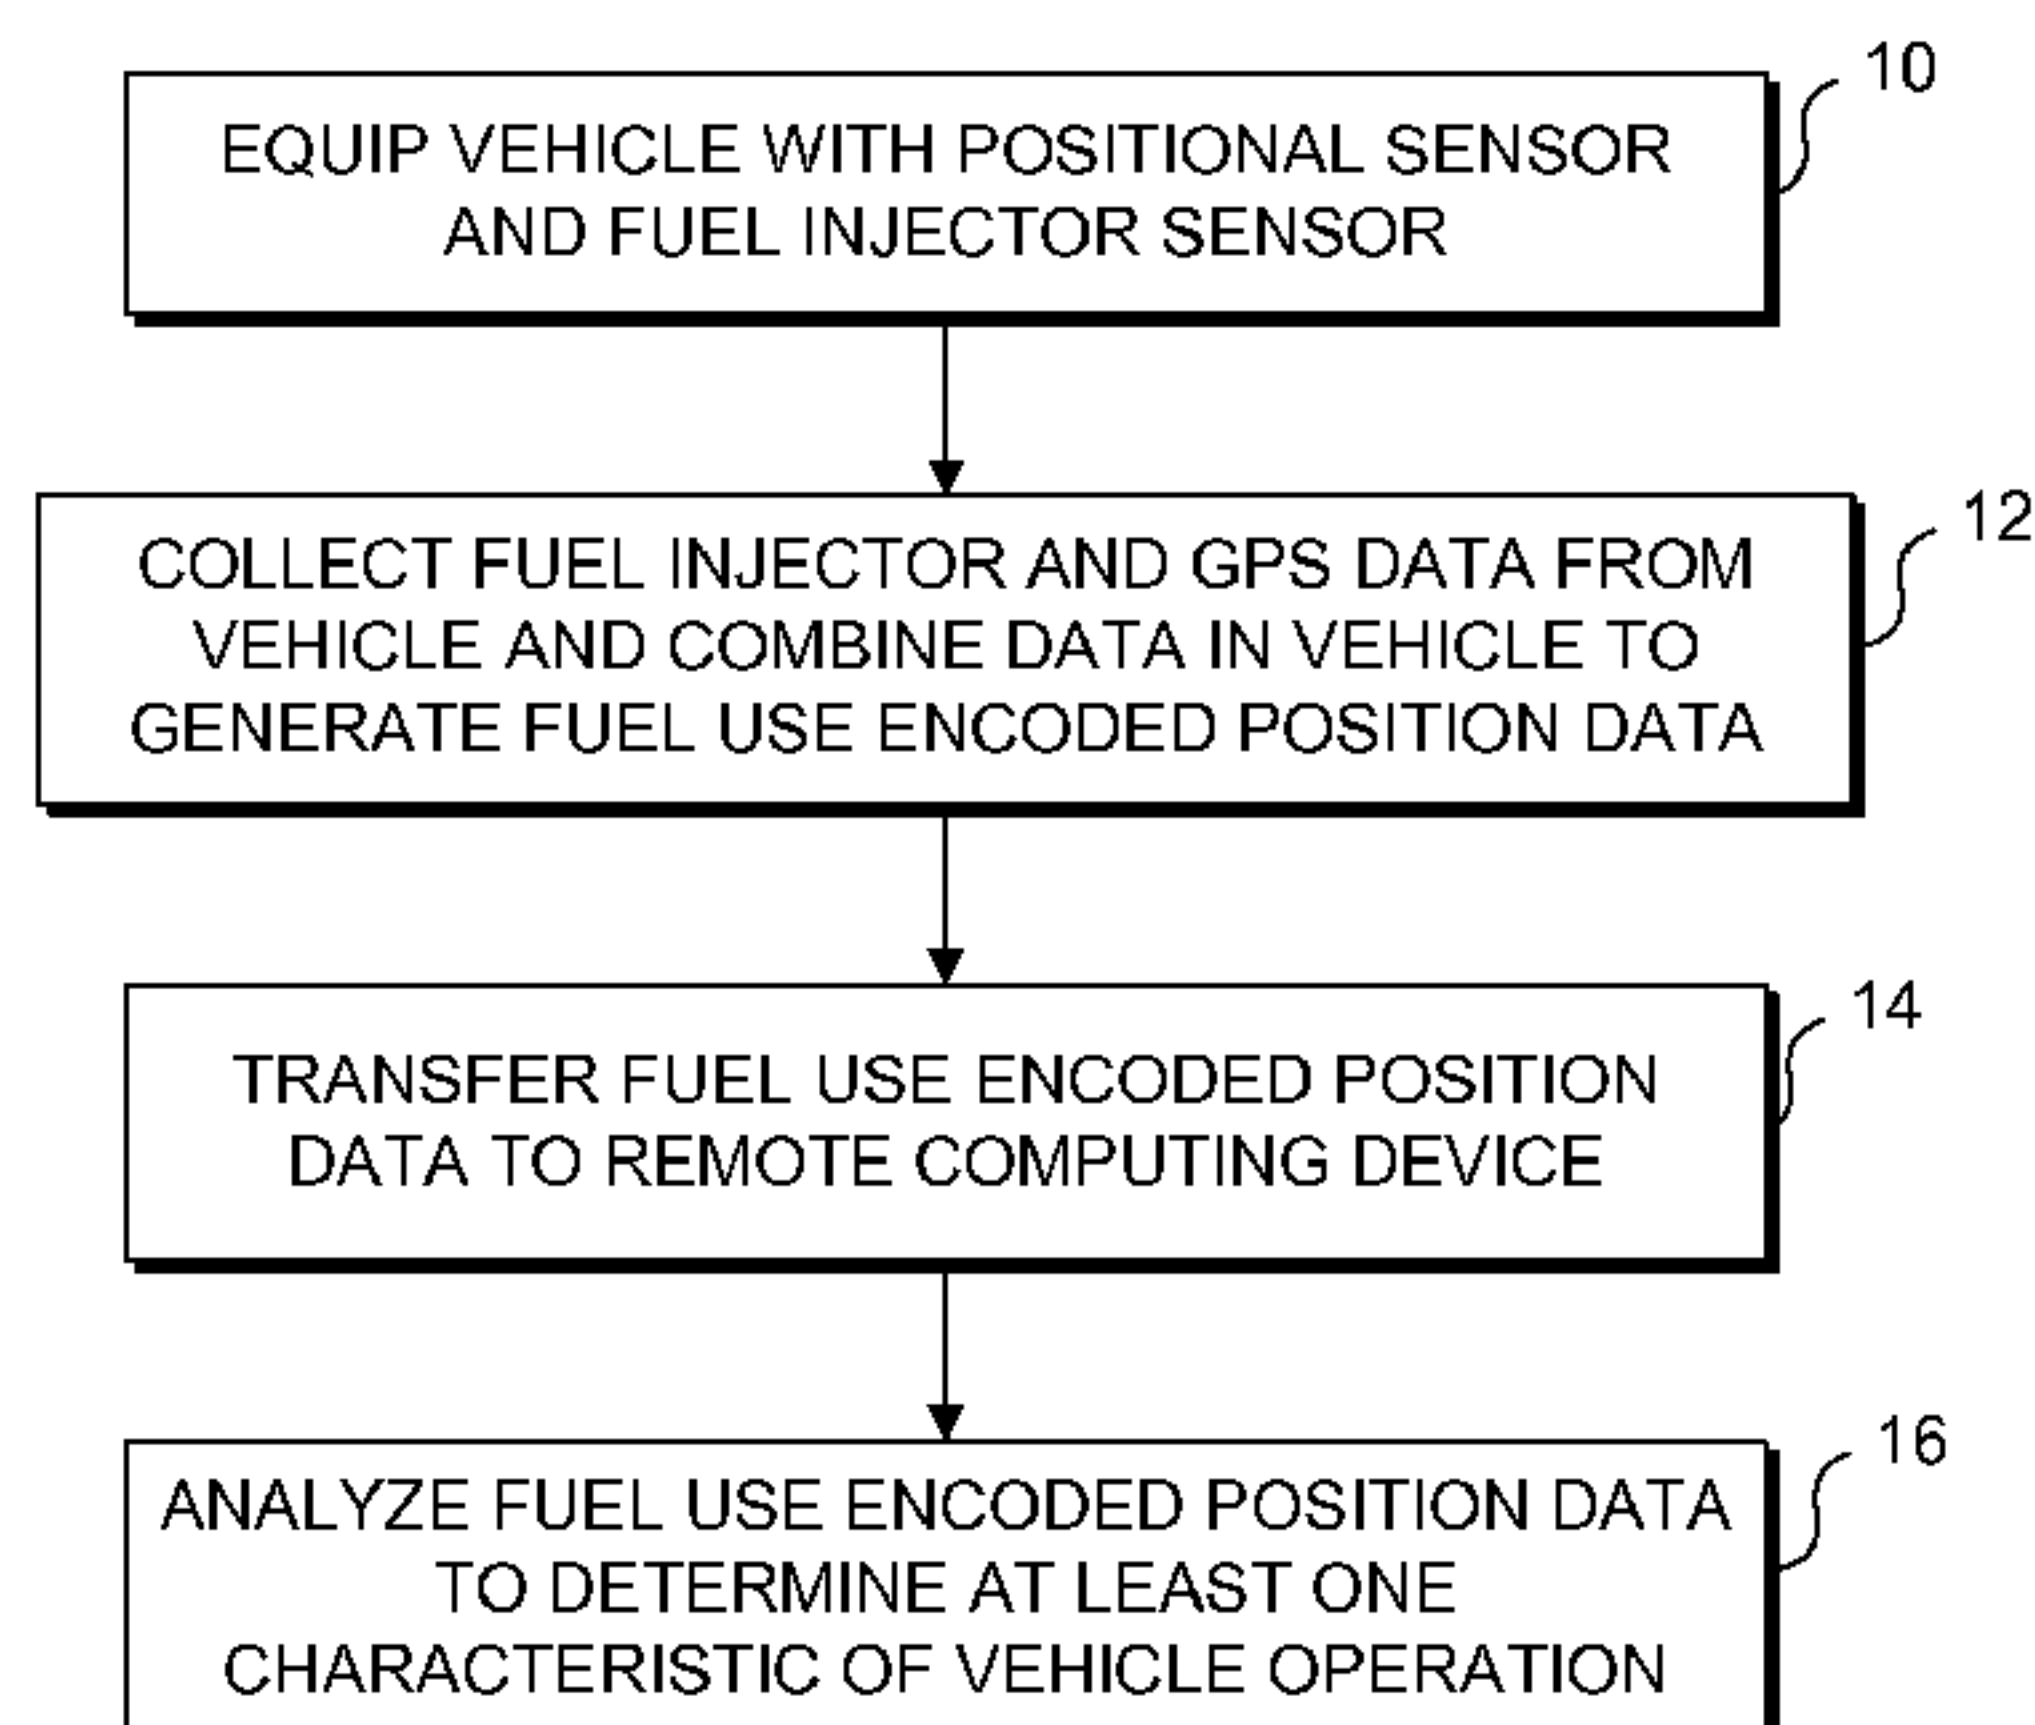 10
EQUIP VEHICLE WITH POSITIONAL SENSOR
AND FUEL INJECTOR SENSOR
12
COLLECT FUEL INJECTOR AND GPS DATA FROM
VEHICLE AND COMBINE DATA IN VEHICLE TO
GENERATE FUEL USE ENCODED POSITION DATA
14
TRANSFER FUEL USE ENCODED POSITION
DATA TO REMOTE COMPUTING DEVICE
16
ANALYZE FUEL USE ENCODED POSITION DATA
TO DETERMINE AT LEAST ONE
CHARACTERISTIC OF VEHICLE OPERATION